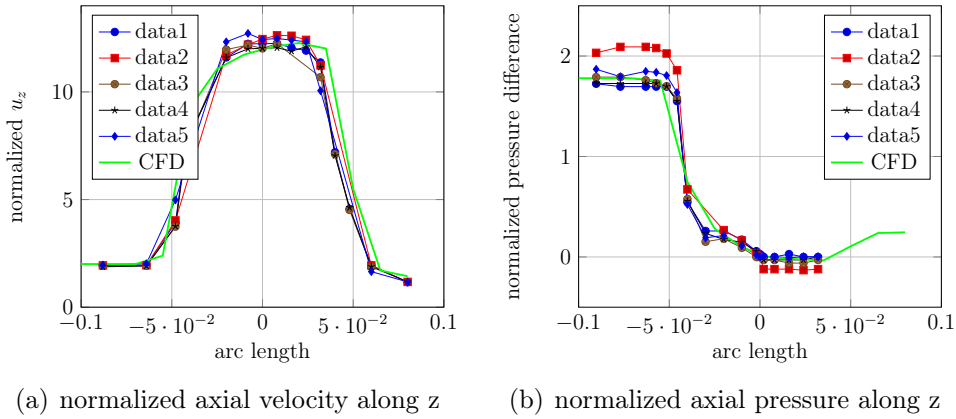 data1
data2
data3
data4
data5
CFD
10
5
0
−0.1
−5 · 10⁻²
0
5 · 10⁻²
0.1
arc length
normalized u_z
(a) normalized axial velocity along z
data1
data2
data3
data4
data5
CFD
2
1
0
−0.1
−5 · 10⁻²
0
5 · 10⁻²
0.1
arc length
normalized pressure difference
(b) normalized axial pressure along z